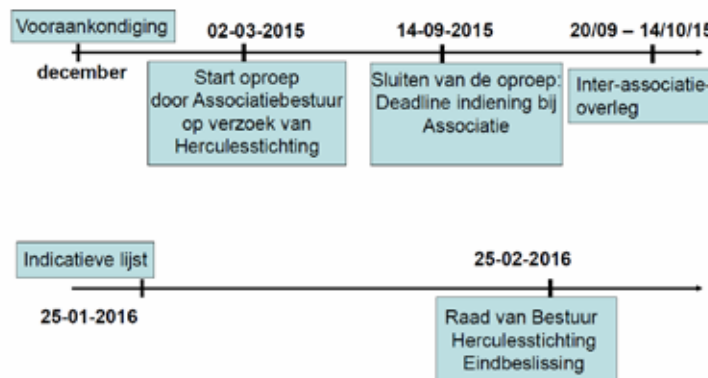 Vooraankondiging
december
02-03-2015
Start oproep
door Associatiebestuur
op verzoek van
Herculesstichting
14-09-2015
Sluiten van de oproep:
Deadline indiening bij
Associatie
20/09 – 14/10/15
Inter-associatie-
overleg
Indicatieve lijst
25-01-2016
25-02-2016
Raad van Bestuur
Herculesstichting
Eindbeslissing